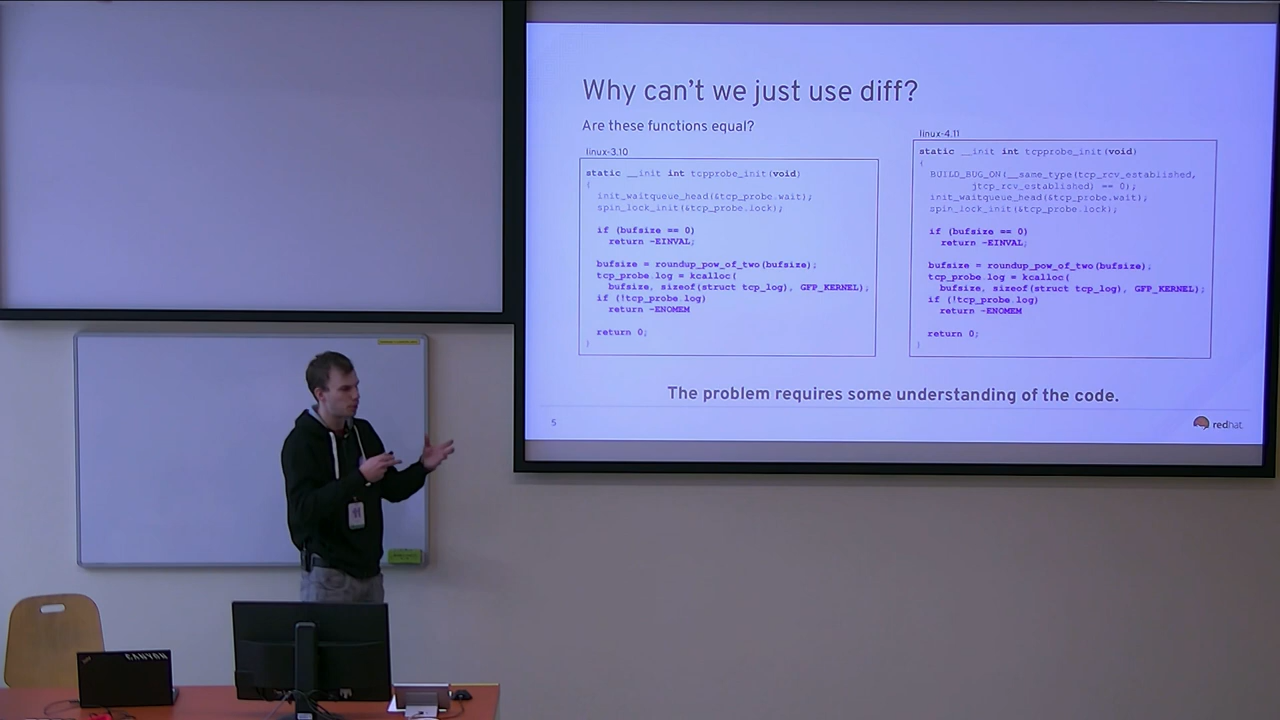 Why can't we just use diff?
Are these functions equal?
linux-3.10
static __init int tcpprobe_init(void)
{
init_waitqueue_head(&tcp_probe.wait);
spin_lock_init(&tcp_probe.lock);
if (bufsize == 0)
return -EINVAL;
bufsize = roundup_pow_of_two(bufsize);
tcp_probe.log = kcalloc(
bufsize, sizeof(struct tcp_log), GFP_KERNEL);
if (!tcp_probe.log)
return -ENOMEM
return 0;
}
linux-4.11
static __init int tcpprobe_init(void)
{
BUILD_BUG_ON(__same_type(tcp_rcv_established,
jtcp_rcv_established) == 0);
init_waitqueue_head(&tcp_probe.wait);
spin_lock_init(&tcp_probe.lock);
if (bufsize == 0)
return -EINVAL;
bufsize = roundup_pow_of_two(bufsize);
tcp_probe.log = kcalloc(
bufsize, sizeof(struct tcp_log), GFP_KERNEL);
if (!tcp_probe.log)
return -ENOMEM
return 0;
}
The problem requires some understanding of the code.
5
redhat.
CANYON